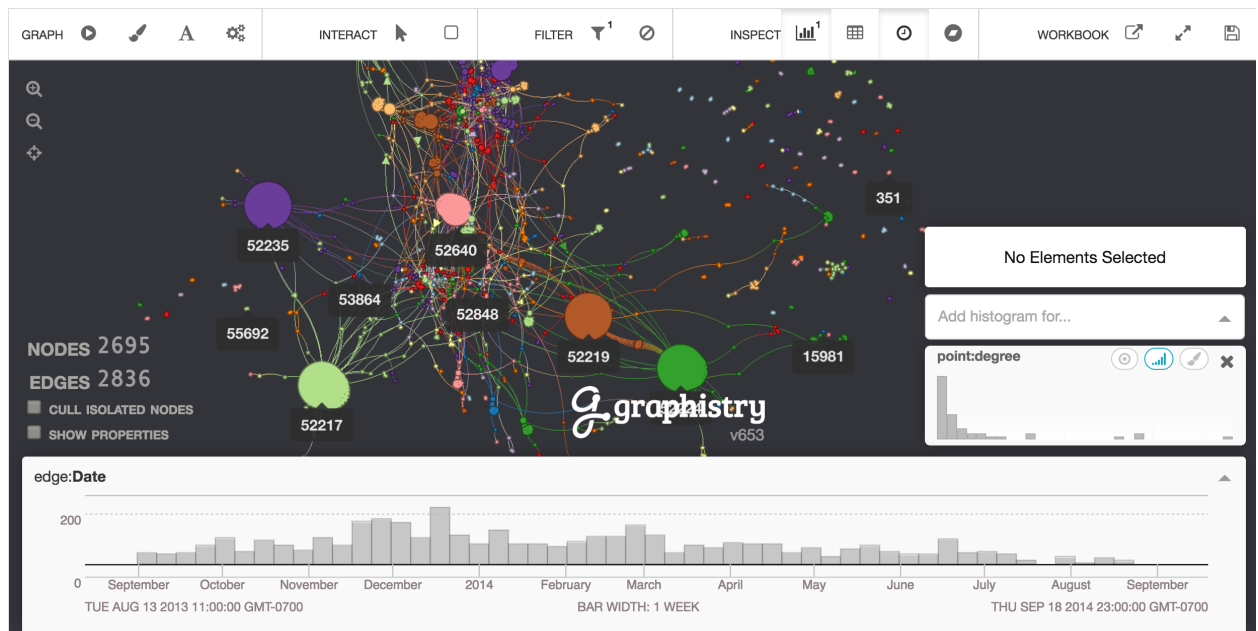 GRAPH INTERACT FILTER 1 INSPECT 1 WORKBOOK
351
52235
52640
No Elements Selected
53864
52848
Add histogram for...
55692
NODES 2695
52219
15981
point:degree
EDGES 2836
CULL ISOLATED NODES
graphistry
52217
SHOW PROPERTIES
v653
edge:Date
200
0
September October November December 2014 February March April May June July August September
TUE AUG 13 2013 11:00:00 GMT-0700 BAR WIDTH: 1 WEEK THU SEP 18 2014 23:00:00 GMT-0700